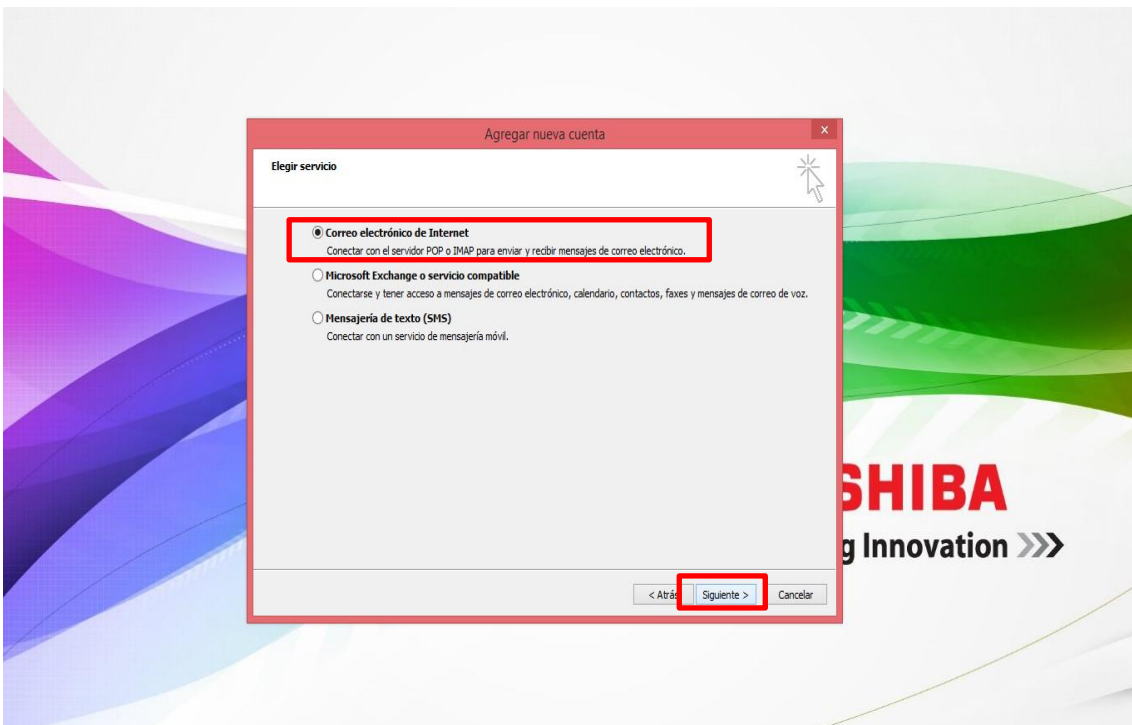 Agregar nueva cuenta
x
Elegir servicio
Correo electrónico de Internet
Conectar con el servidor POP o IMAP para enviar y recibir mensajes de correo electrónico.
Microsoft Exchange o servicio compatible
Conectarse y tener acceso a mensajes de correo electrónico, calendario, contactos, faxes y mensajes de correo de voz.
Mensajería de texto (SMS)
Conectar con un servicio de mensajería móvil.
SHIBA
g Innovation >>>
< Atrás Siguiente > Cancelar